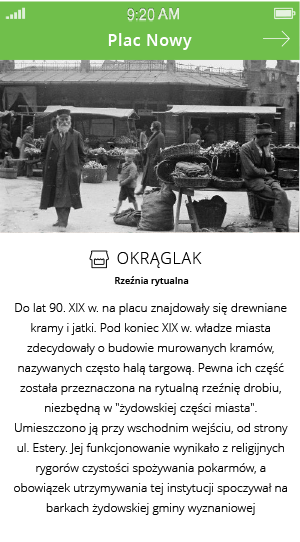 9:20 AM
Plac Nowy
OKRĄGLAK
Rzeźnia rytualna
Do lat 90. XIX w. na placu znajdowały się drewniane
kramy i jatki. Pod koniec XIX w. władze miasta
zdecydowały o budowie murowanych kramów,
nazywanych często halą targową. Pewna ich część
została przeznaczona na rytualną rzeźnię drobiu,
niezbędną w "żydowskiej części miasta".
Umieszczono ją przy wschodnim wejściu, od strony
ul. Estery. Jej funkcjonowanie wynikało z religijnych
rygorów czystości spożywania pokarmów, a
obowiązek utrzymywania tej instytucji spoczywał na
barkach żydowskiej gminy wyznaniowej